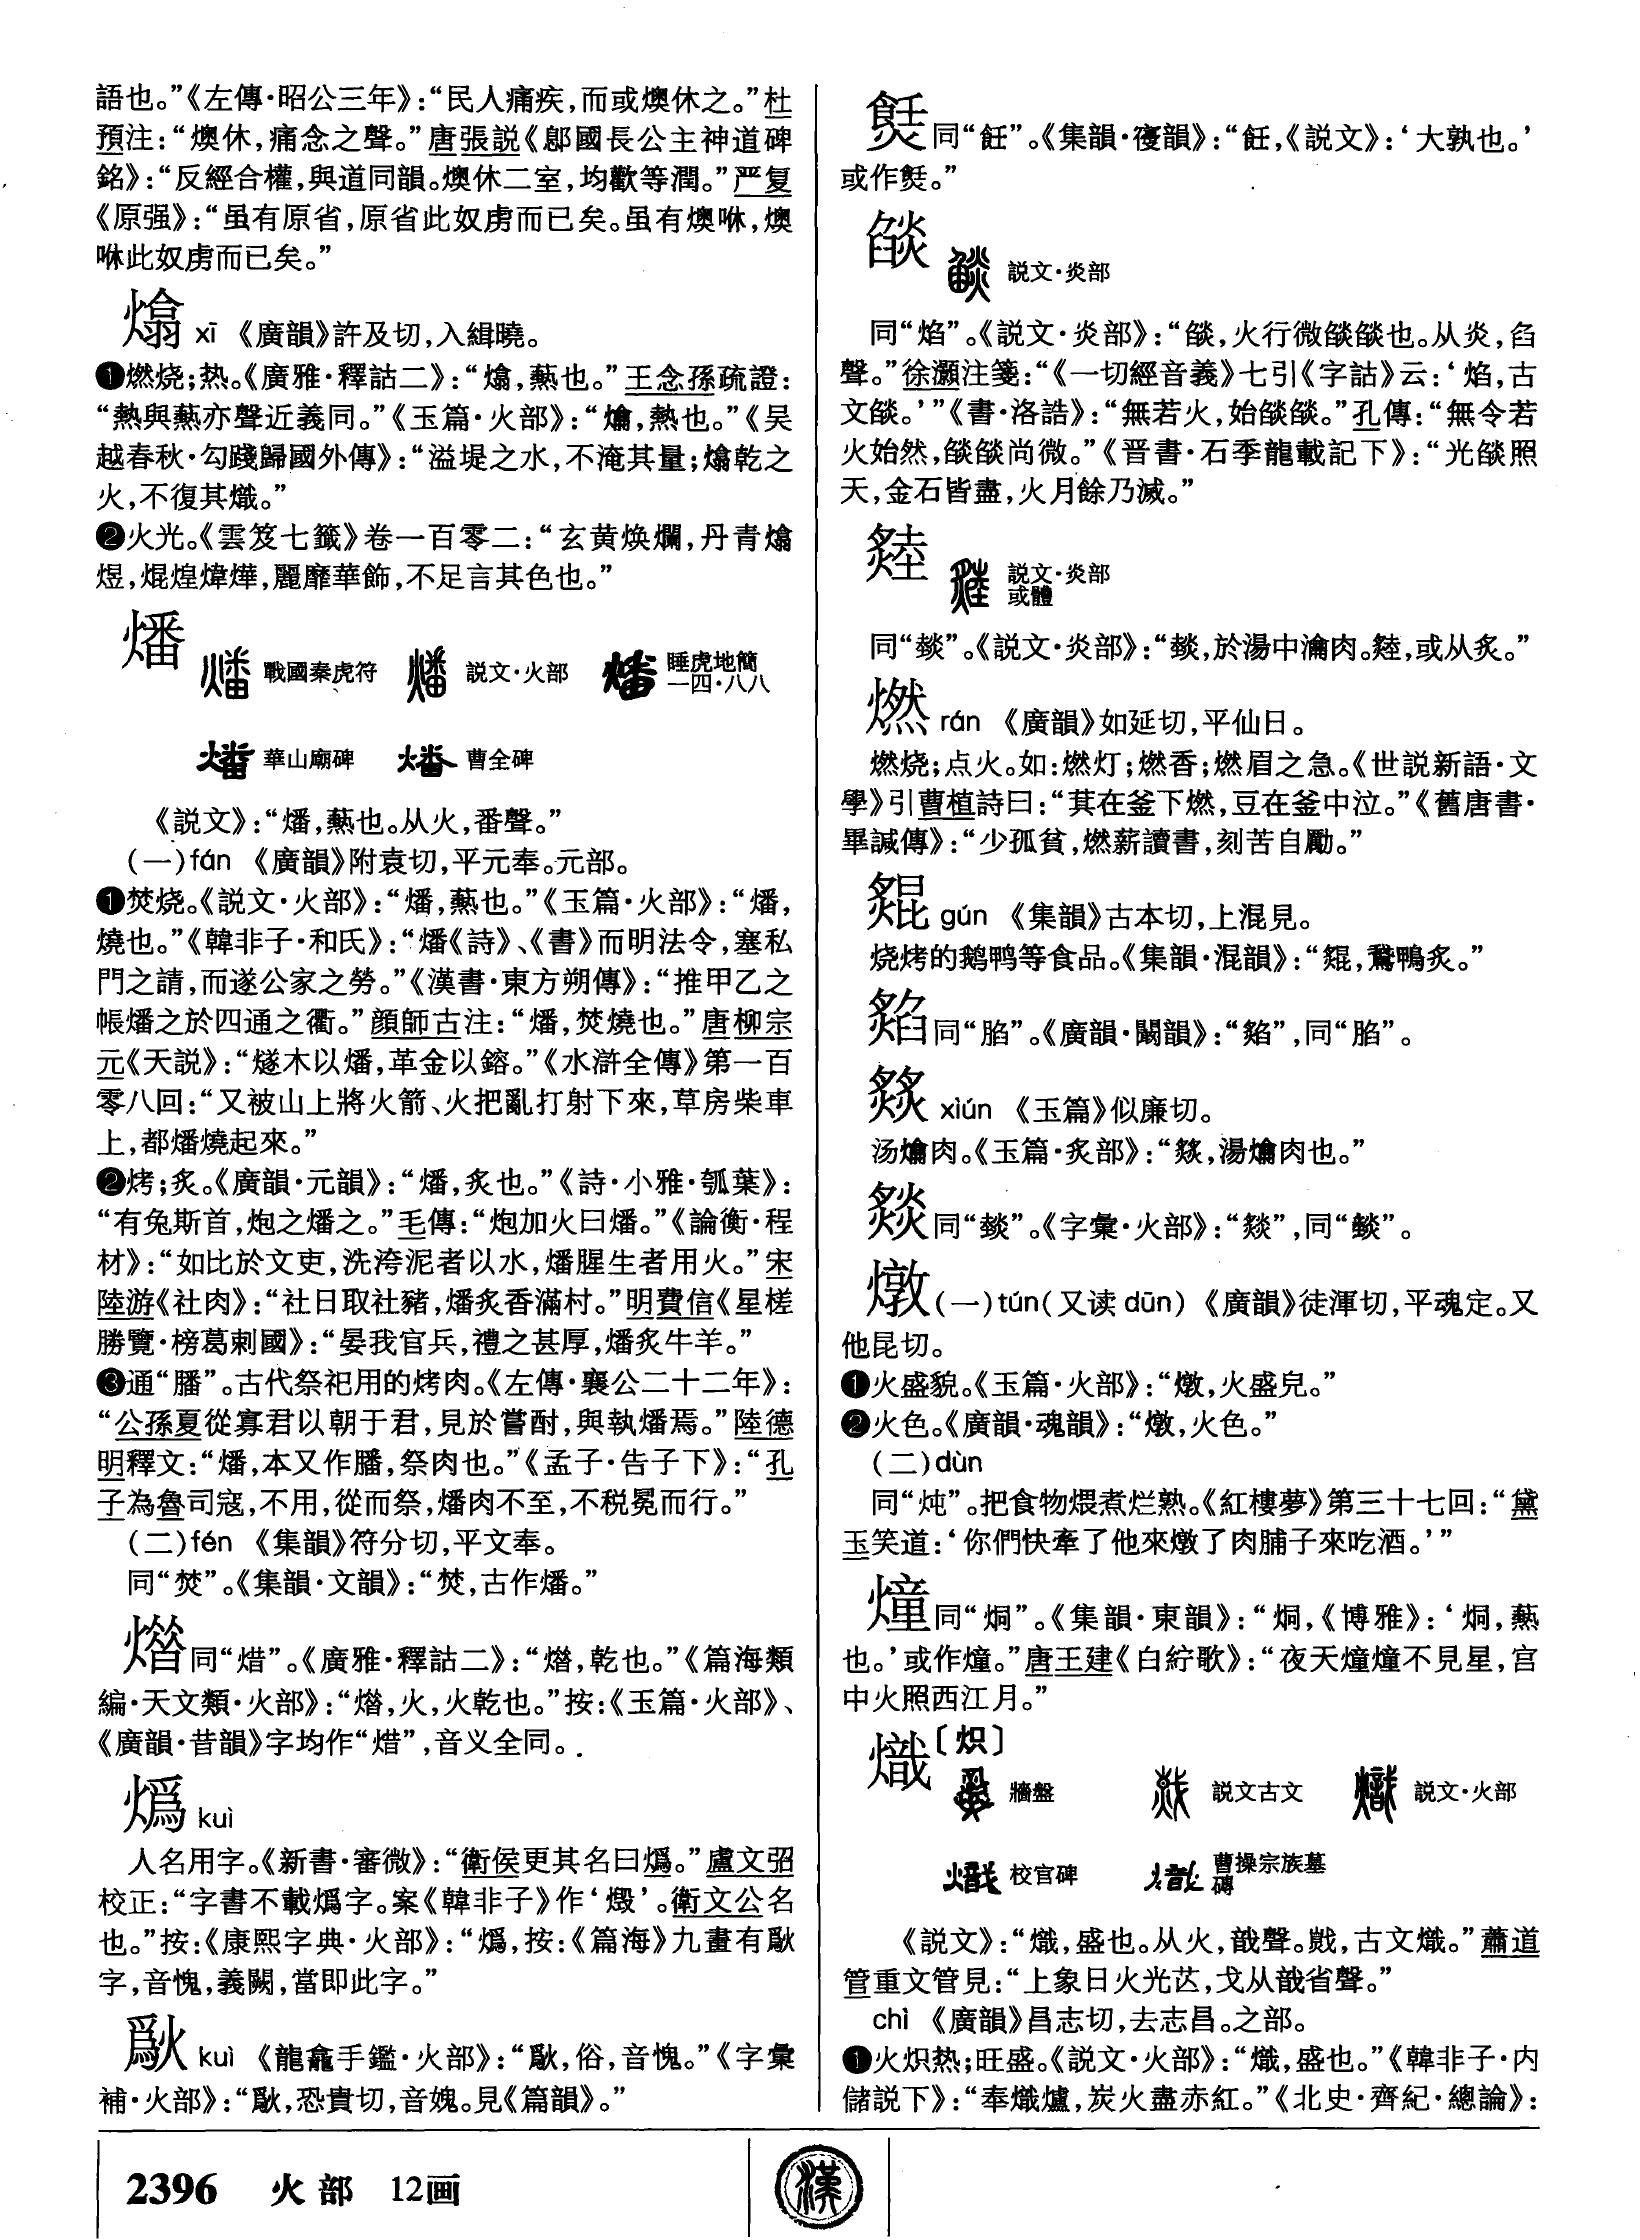 語也。”《左傳·昭公三年》：“民人痛疾，而或燠休之。”杜
預注：“燠休，痛念之聲。”唐張説《鄎國長公主神道碑
銘》：“反經合權，與道同韻。燠休二室，均歡等潤。”严复
《原强》：“虽有原省，原省此奴虏而已矣。虽有燠咻，燠
咻此奴虏而已矣。”
熻 xī 《廣韻》許及切，入緝曉。
❶燃烧；热。《廣雅·釋詁二》：“熻，爇也。”王念孫疏證：
“熱與爇亦聲近義同。”《玉篇·火部》：“熻，熱也。”《吴
越春秋·勾踐歸國外傳》：“溢堤之水，不淹其量；熻乾之
火，不復其熾。”
❷火光。《雲笈七籤》卷一百零二：“玄黄焕爛，丹青熻
煜，焜煌煒燁，麗靡華飾，不足言其色也。”
燔 戰國秦虎符 説文·火部 睡虎地簡
一四·八八
華山廟碑 曹全碑
《説文》：“燔，爇也。从火，番聲。”
（一）fán 《廣韻》附袁切，平元奉。元部。
❶焚烧。《説文·火部》：“燔，爇也。”《玉篇·火部》：“燔，
燒也。”《韓非子·和氏》：“燔《詩》、《書》而明法令，塞私
門之請，而遂公家之勞。”《漢書·東方朔傳》：“推甲乙之
帳燔之於四通之衢。”顔師古注：“燔，焚燒也。”唐柳宗
元《天説》：“燧木以燔，革金以鎔。”《水滸全傳》第一百
零八回：“又被山上將火箭、火把亂打射下來，草房柴車
上，都燔燒起來。”
❷烤；炙。《廣韻·元韻》：“燔，炙也。”《詩·小雅·瓠葉》：
“有兔斯首，炮之燔之。”毛傳：“炮加火曰燔。”《論衡·程
材》：“如比於文吏，洗洿泥者以水，燔腥生者用火。”宋
陸游《社肉》：“社日取社豬，燔炙香滿村。”明費信《星槎
勝覽·榜葛剌國》：“晏我官兵，禮之甚厚，燔炙牛羊。”
❸通“膰”。古代祭祀用的烤肉。《左傳·襄公二十二年》：
“公孫夏從寡君以朝于君，見於嘗酎，與執燔焉。”陸德
明釋文：“燔，本又作膰，祭肉也。”《孟子·告子下》：“孔
子為魯司寇，不用，從而祭，燔肉不至，不税冕而行。”
（二）fén 《集韻》符分切，平文奉。
同“焚”。《集韻·文韻》：“焚，古作燔。”
同“焟”。《廣雅·釋詁二》：“，乾也。”《篇海類
編·天文類·火部》：“，火，火乾也。”按：《玉篇·火部》、
《廣韻·昔韻》字均作“焟”，音义全同。
燬 kuì
人名用字。《新書·審微》：“衛侯更其名曰。”盧文弨
校正：“字書不載字。案《韓非子》作‘燬’。衛文公名
也。”按：《康熙字典·火部》：“，按：《篇海》九畫有
字，音愧，義闕，當即此字。”
kuì 《龍龕手鑑·火部》：“，俗，音愧。”《字彙
補·火部》：“，恐貴切，音媿。見《篇韻》。”
同“飪”。《集韻·𡪢韻》：“飪，《説文》：‘大孰也。’
或作。”
燄 説文·炎部
同“焰”。《説文·炎部》：“燄，火行微燄燄也。从炎，臽
聲。”徐灝注箋：“《一切經音義》七引《字詁》云：‘焰，古
文燄。’”《書·洛誥》：“無若火，始燄燄。”孔傳：“無令若
火始然，燄燄尚微。”《晋書·石季龍載記下》：“光燄照
天，金石皆盡，火月餘乃滅。”
説文·炎部
或體
同“㷠”。《説文·炎部》：“，於湯中瀹肉。，或从炙。”
燃 rán 《廣韻》如延切，平仙日。
燃烧；点火。如：燃灯；燃香；燃眉之急。《世説新語·文
學》引曹植詩曰：“萁在釜下燃，豆在釜中泣。”《舊唐書·
畢諴傳》：“少孤貧，燃薪讀書，刻苦自勵。”
gǔn 《集韻》古本切，上混見。
烧烤的鹅鸭等食品。《集韻·混韻》：“，鵞鴨炙。”
同“䐄”。《廣韻·闞韻》：“”，同“䐄”。
xiún 《玉篇》似廉切。
汤爚肉。《玉篇·炙部》：“，湯爚肉也。”
同“”。《字彙·火部》：“”，同“”。
燉（一）tún（又读dūn）《廣韻》徒渾切，平魂定。又
他昆切。
❶火盛貌。《玉篇·火部》：“燉，火盛皃。”
❷火色。《廣韻·魂韻》：“燉，火色。”
（二）dùn
同“炖”。把食物煨煮烂熟。《紅樓夢》第三十七回：“黛
玉笑道：‘你們快牽了他來燉了肉脯子來吃酒。’”
燑同“烔”。《集韻·東韻》：“烔，《博雅》：‘烔，爇
也。’或作燑。”唐王建《白紵歌》：“夜天燑燑不見星，宫
中火照西江月。”
熾〔炽〕
牆盤 説文古文 説文·火部
校官碑 曹操宗族墓
磚
《説文》：“熾，盛也。从火，戠聲。，古文熾。”蕭道
管重文管見：“上象日火光，戈从戠省聲。”
chì 《廣韻》昌志切，去志昌。之部。
❶火炽热；旺盛。《説文·火部》：“熾，盛也。”《韓非子·内
儲説下》：“奉熾爐，炭火盡赤紅。”《北史·齊紀·總論》：
2396 火部 12画
漢